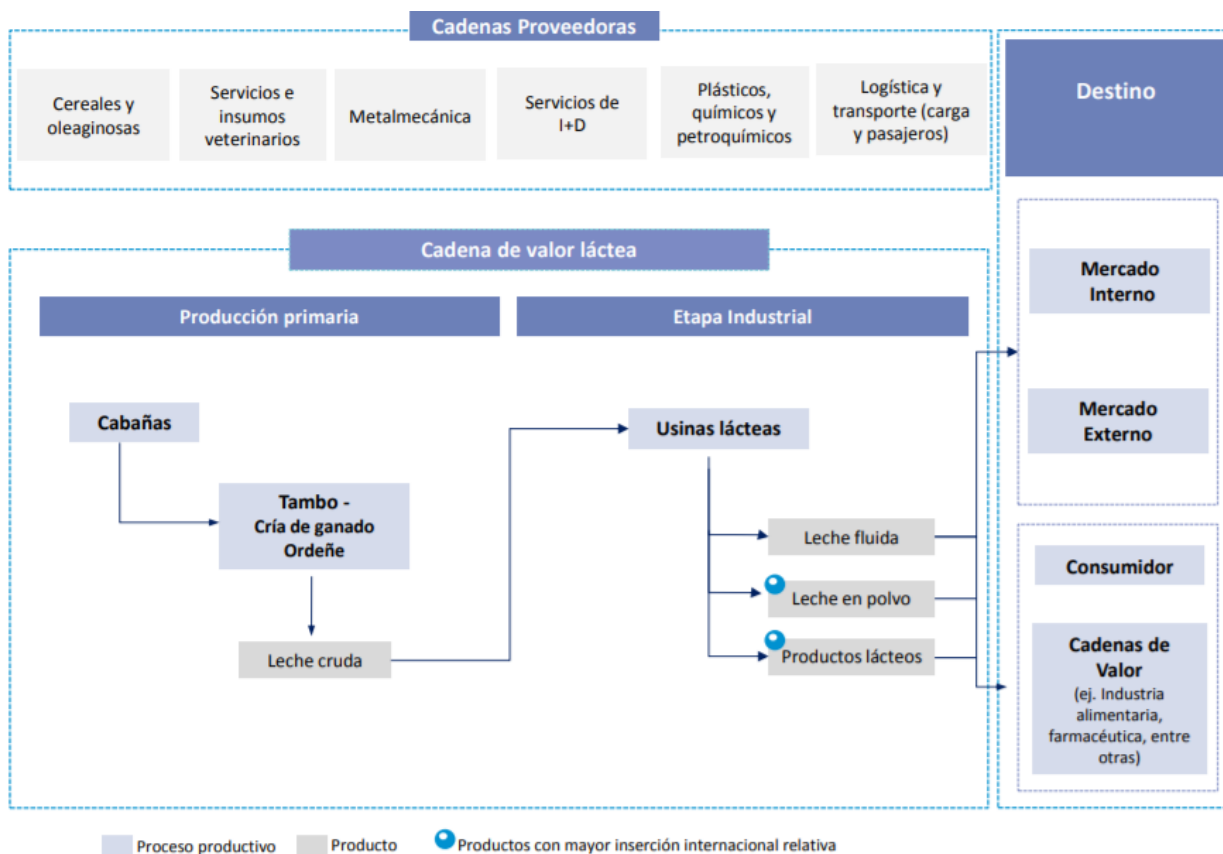 Cadenas Proveedoras
Cereales y
oleaginosas
Servicios e
insumos
veterinarios
Metalmecánica
Servicios de
I+D
Plásticos,
químicos y
petroquímicos
Logística y
transporte (carga
y pasajeros)
Destino
Cadena de valor láctea
Producción primaria
Etapa Industrial
Cabañas
Tambo -
Cría de ganado
Ordeñe
Leche cruda
Usinas lácteas
Leche fluida
Leche en polvo
Productos lácteos
Mercado
Interno
Mercado
Externo
Consumidor
Cadenas de
Valor
(ej. Industria
alimentaria,
farmacéutica, entre
otras)
Proceso productivo
Producto
Productos con mayor inserción internacional relativa